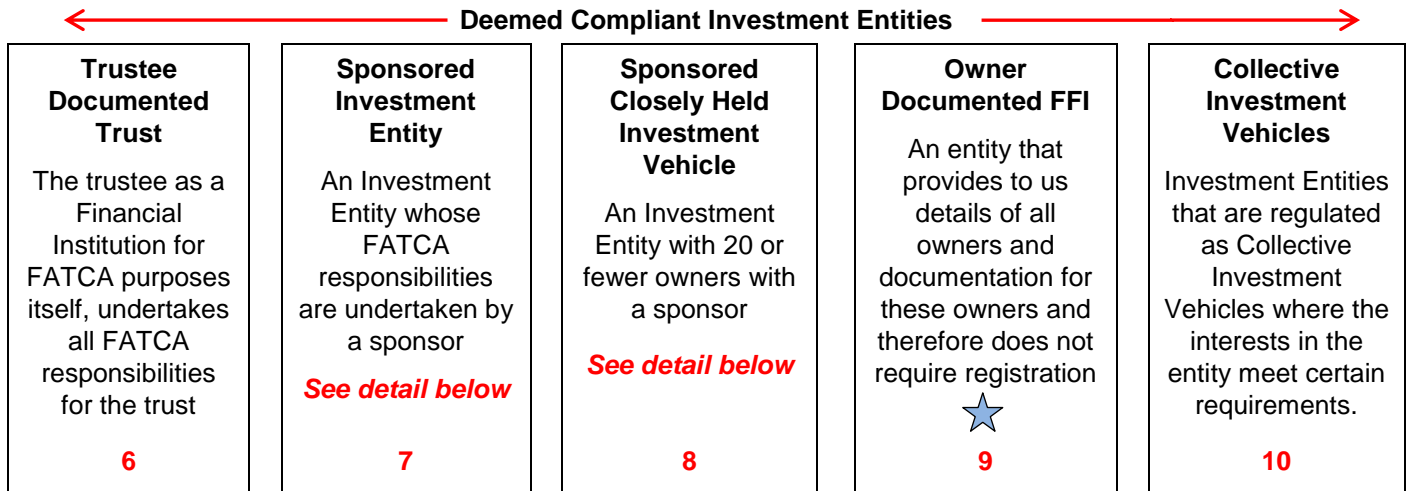 Deemed Compliant Investment Entities
Trustee
Documented
Trust
The trustee as a
Financial
Institution for
FATCA purposes
itself, undertakes
all FATCA
responsibilities
for the trust
6
Sponsored
Investment
Entity
An Investment
Entity whose
FATCA
responsibilities
are undertaken by
a sponsor
See detail below
7
Sponsored
Closely Held
Investment
Vehicle
An Investment
Entity with 20 or
fewer owners with
a sponsor
See detail below
8
Owner
Documented FFI
An entity that
provides to us
details of all
owners and
documentation for
these owners and
therefore does not
require registration
9
Collective
Investment
Vehicles
Investment Entities
that are regulated
as Collective
Investment
Vehicles where the
interests in the
entity meet certain
requirements.
10